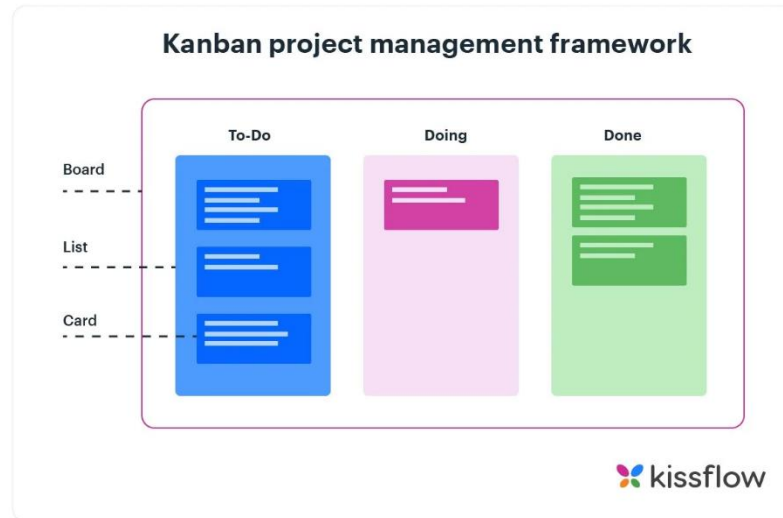 Kanban project management framework
To-Do
Doing
Done
Board
List
Card
kissflow